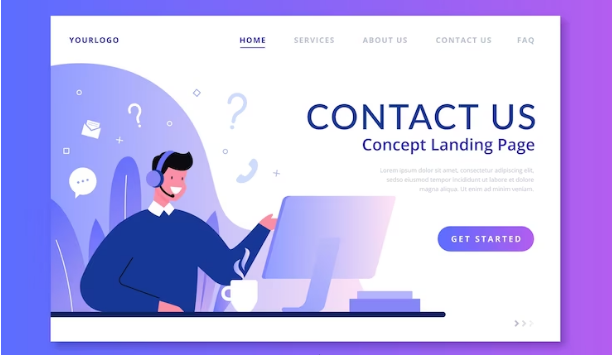 YOURLOGO
HOME
SERVICES
ABOUT US
CONTACT US
FAQ
CONTACT US
Concept Landing Page
Lorem ipsum dolor sit amet, consectetur adipiscing elit,
sedto eiusmod tempor incididunt ut labore et dolore
magna aliqua. Ut enim ad minim veniam.
GET STARTED